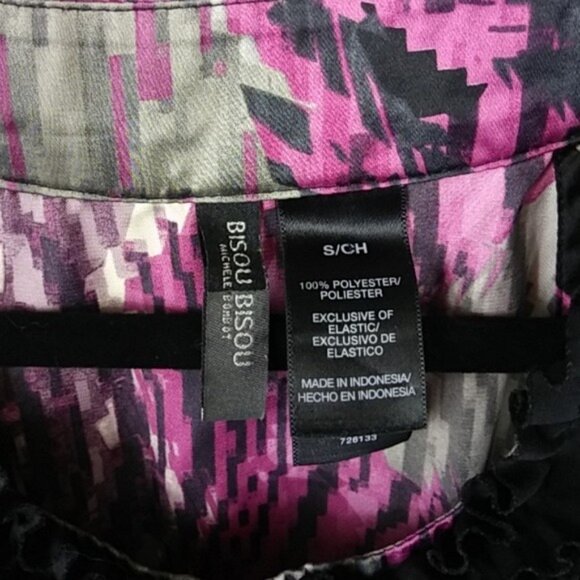 BISOU BISOU
MICHELE BOHBOT
S/CH
100% POLYESTER/
POLIESTER
EXCLUSIVE OF
ELASTIC/
EXCLUSIVO DE
ELASTICO
MADE IN INDONESIA/
HECHO EN INDONESIA
726133